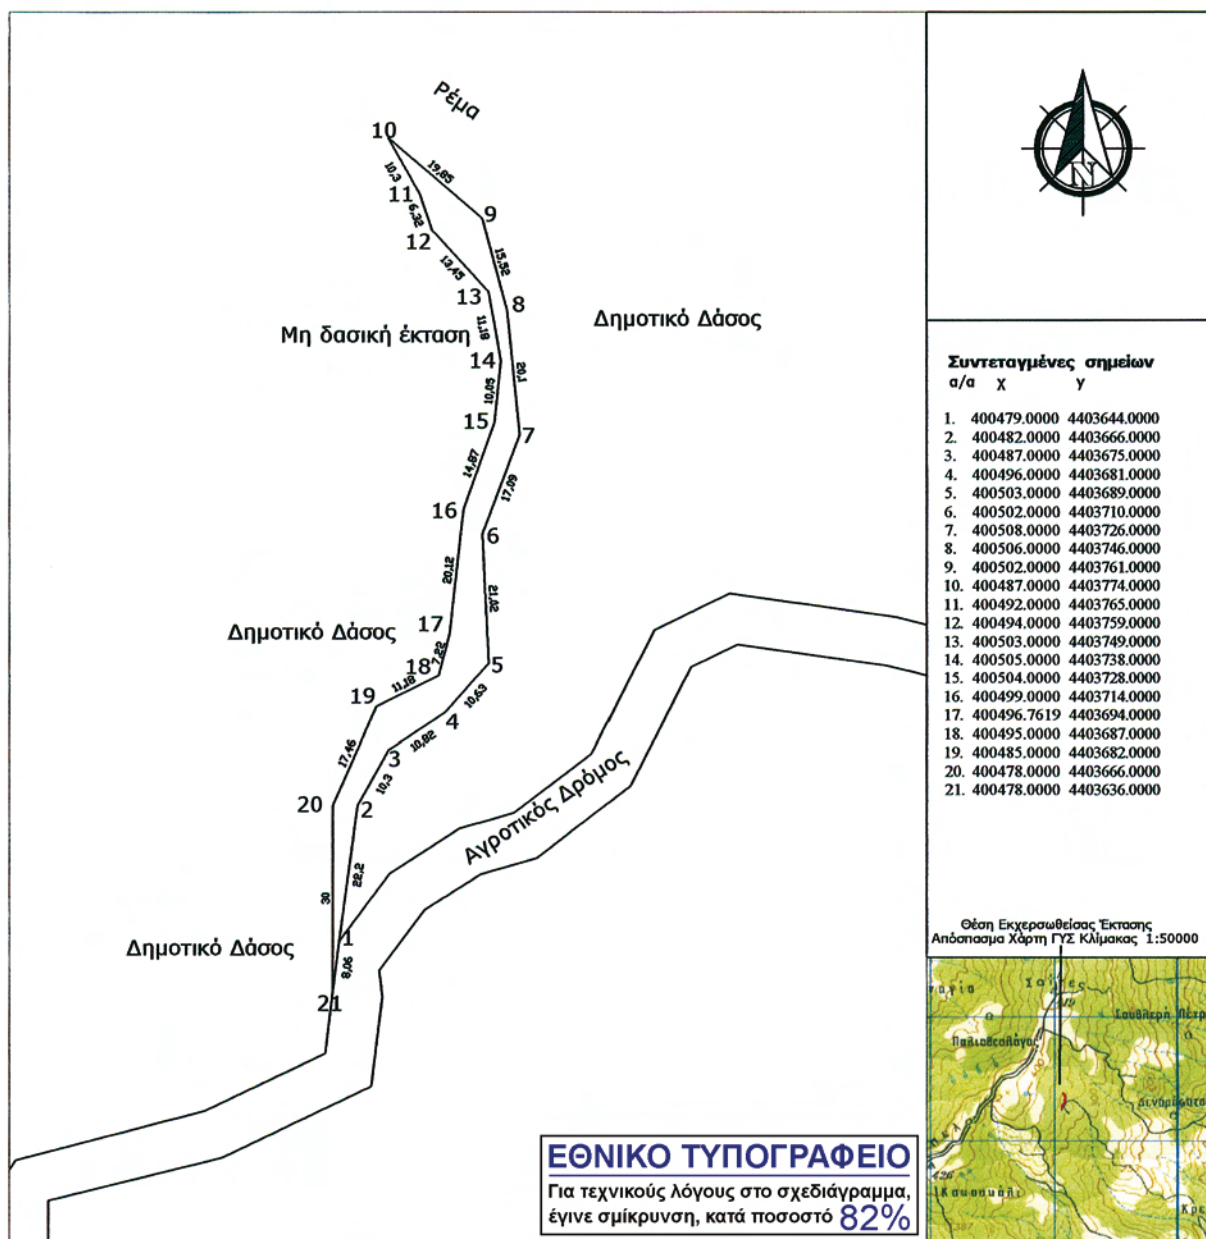 Ρέμα
10
19,85
10,3
11
6,32
9
12
13,45
15,52
13
8
Δημοτικό Δάσος
Μη δασική έκταση
11,18
14
20,1
10,05
15
7
14,87
17,09
16
6
20,12
21,02
Δημοτικό Δάσος
17
7,22
18
5
11,18
19
10,63
4
17,46
10,82
3
10,3
20
2
Αγροτικός Δρόμος
22,2
30
Δημοτικό Δάσος
1
8,06
21
N
Συντεταγμένες σημείων
α/α χ y
1. 400479.0000 4403644.0000
2. 400482.0000 4403666.0000
3. 400487.0000 4403675.0000
4. 400496.0000 4403681.0000
5. 400503.0000 4403689.0000
6. 400502.0000 4403710.0000
7. 400508.0000 4403726.0000
8. 400506.0000 4403746.0000
9. 400502.0000 4403761.0000
10. 400487.0000 4403774.0000
11. 400492.0000 4403765.0000
12. 400494.0000 4403759.0000
13. 400503.0000 4403749.0000
14. 400505.0000 4403738.0000
15. 400504.0000 4403728.0000
16. 400499.0000 4403714.0000
17. 400496.7619 4403694.0000
18. 400495.0000 4403687.0000
19. 400485.0000 4403682.0000
20. 400478.0000 4403666.0000
21. 400478.0000 4403636.0000
Θέση Εκχερσωθείσας Έκτασης
Απόσπασμα Χάρτη ΓΥΣ Κλίμακας 1:50000
419
Παλιοθεολόγος
400
426
387
ΕΘΝΙΚΟ ΤΥΠΟΓΡΑΦΕΙΟ
Για τεχνικούς λόγους στο σχεδιάγραμμα,
έγινε σμίκρυνση, κατά ποσοστό 82%